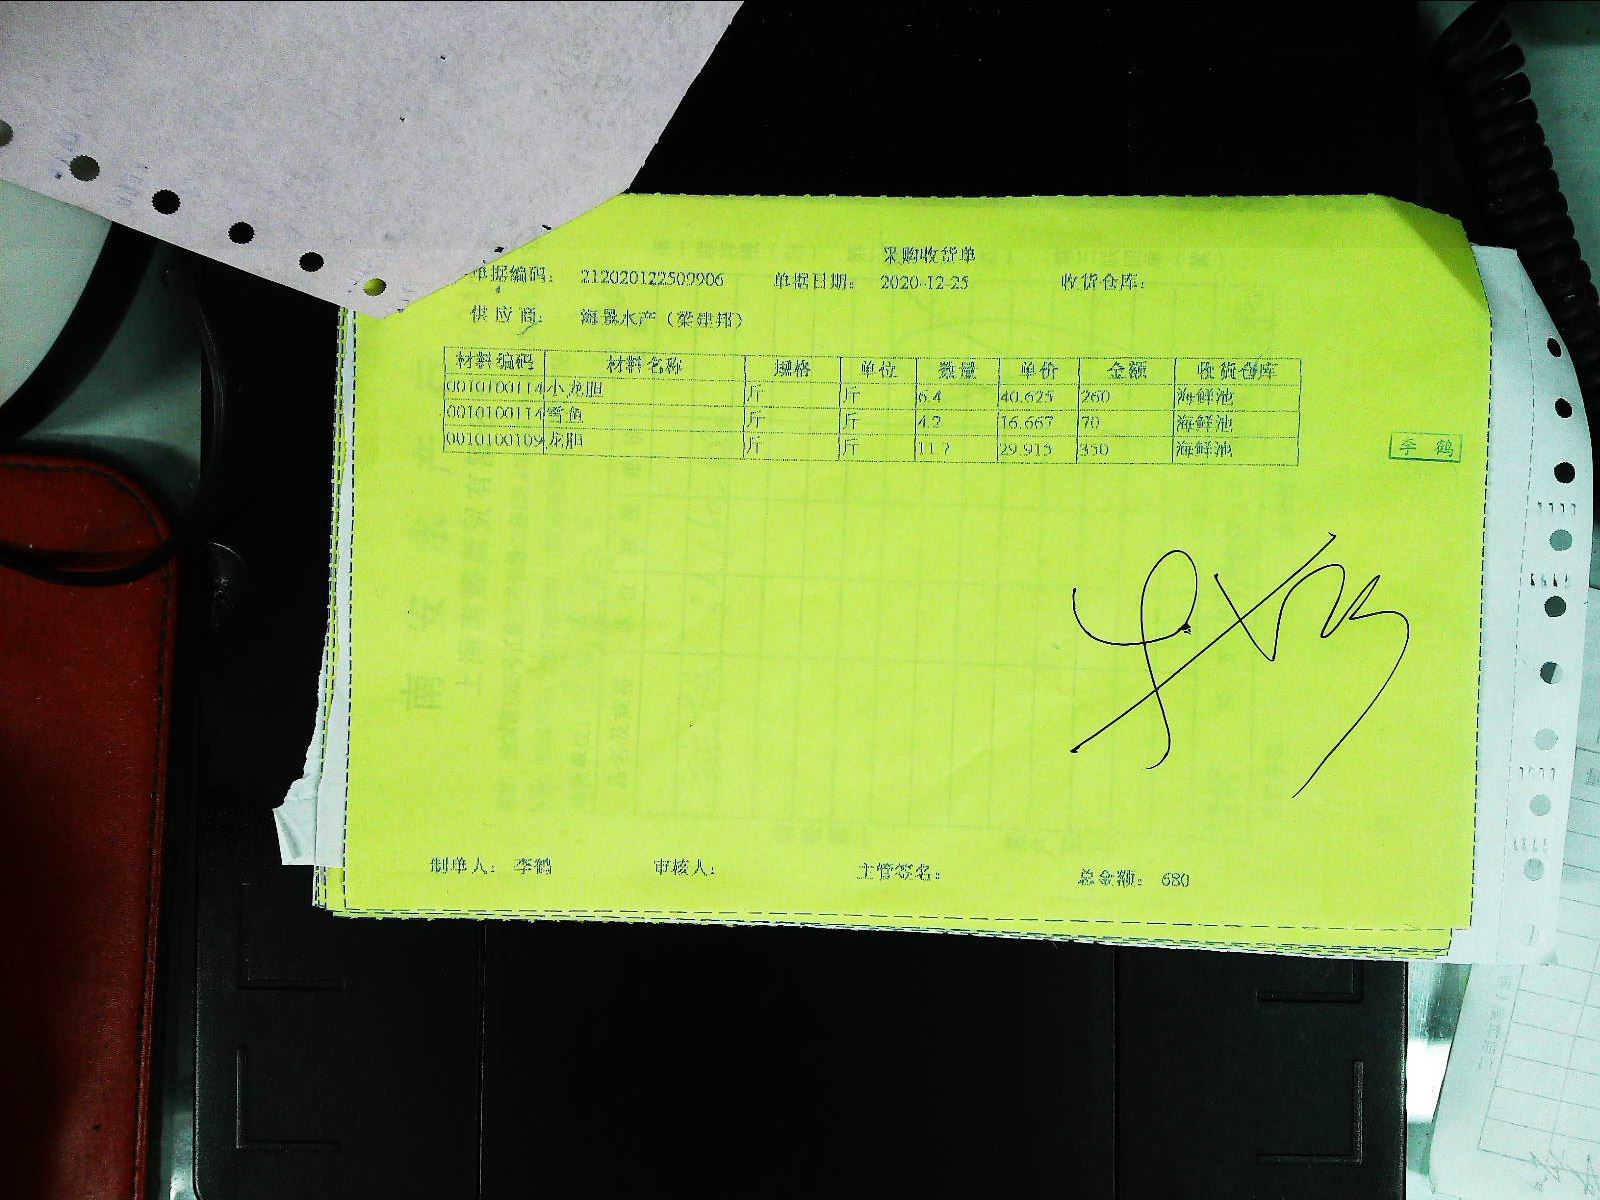 采购收货单
单据编码： 212020122509906 单据日期： 2020-12-25 收货仓库：
供应商： 海景水产（梁建邦）
材料编码 材料名称 规格 单位 数量 单价 金额 收货仓库
0010100114 小龙胆 斤 斤 6.4 40.625 260 海鲜池
0010100114 雪鱼 斤 斤 4.2 16.667 70 海鲜池
0010100109 龙胆 斤 斤 11.7 29.915 350 海鲜池
李鹤
制单人： 李鹤 审核人： 主管签名： 总金额： 680